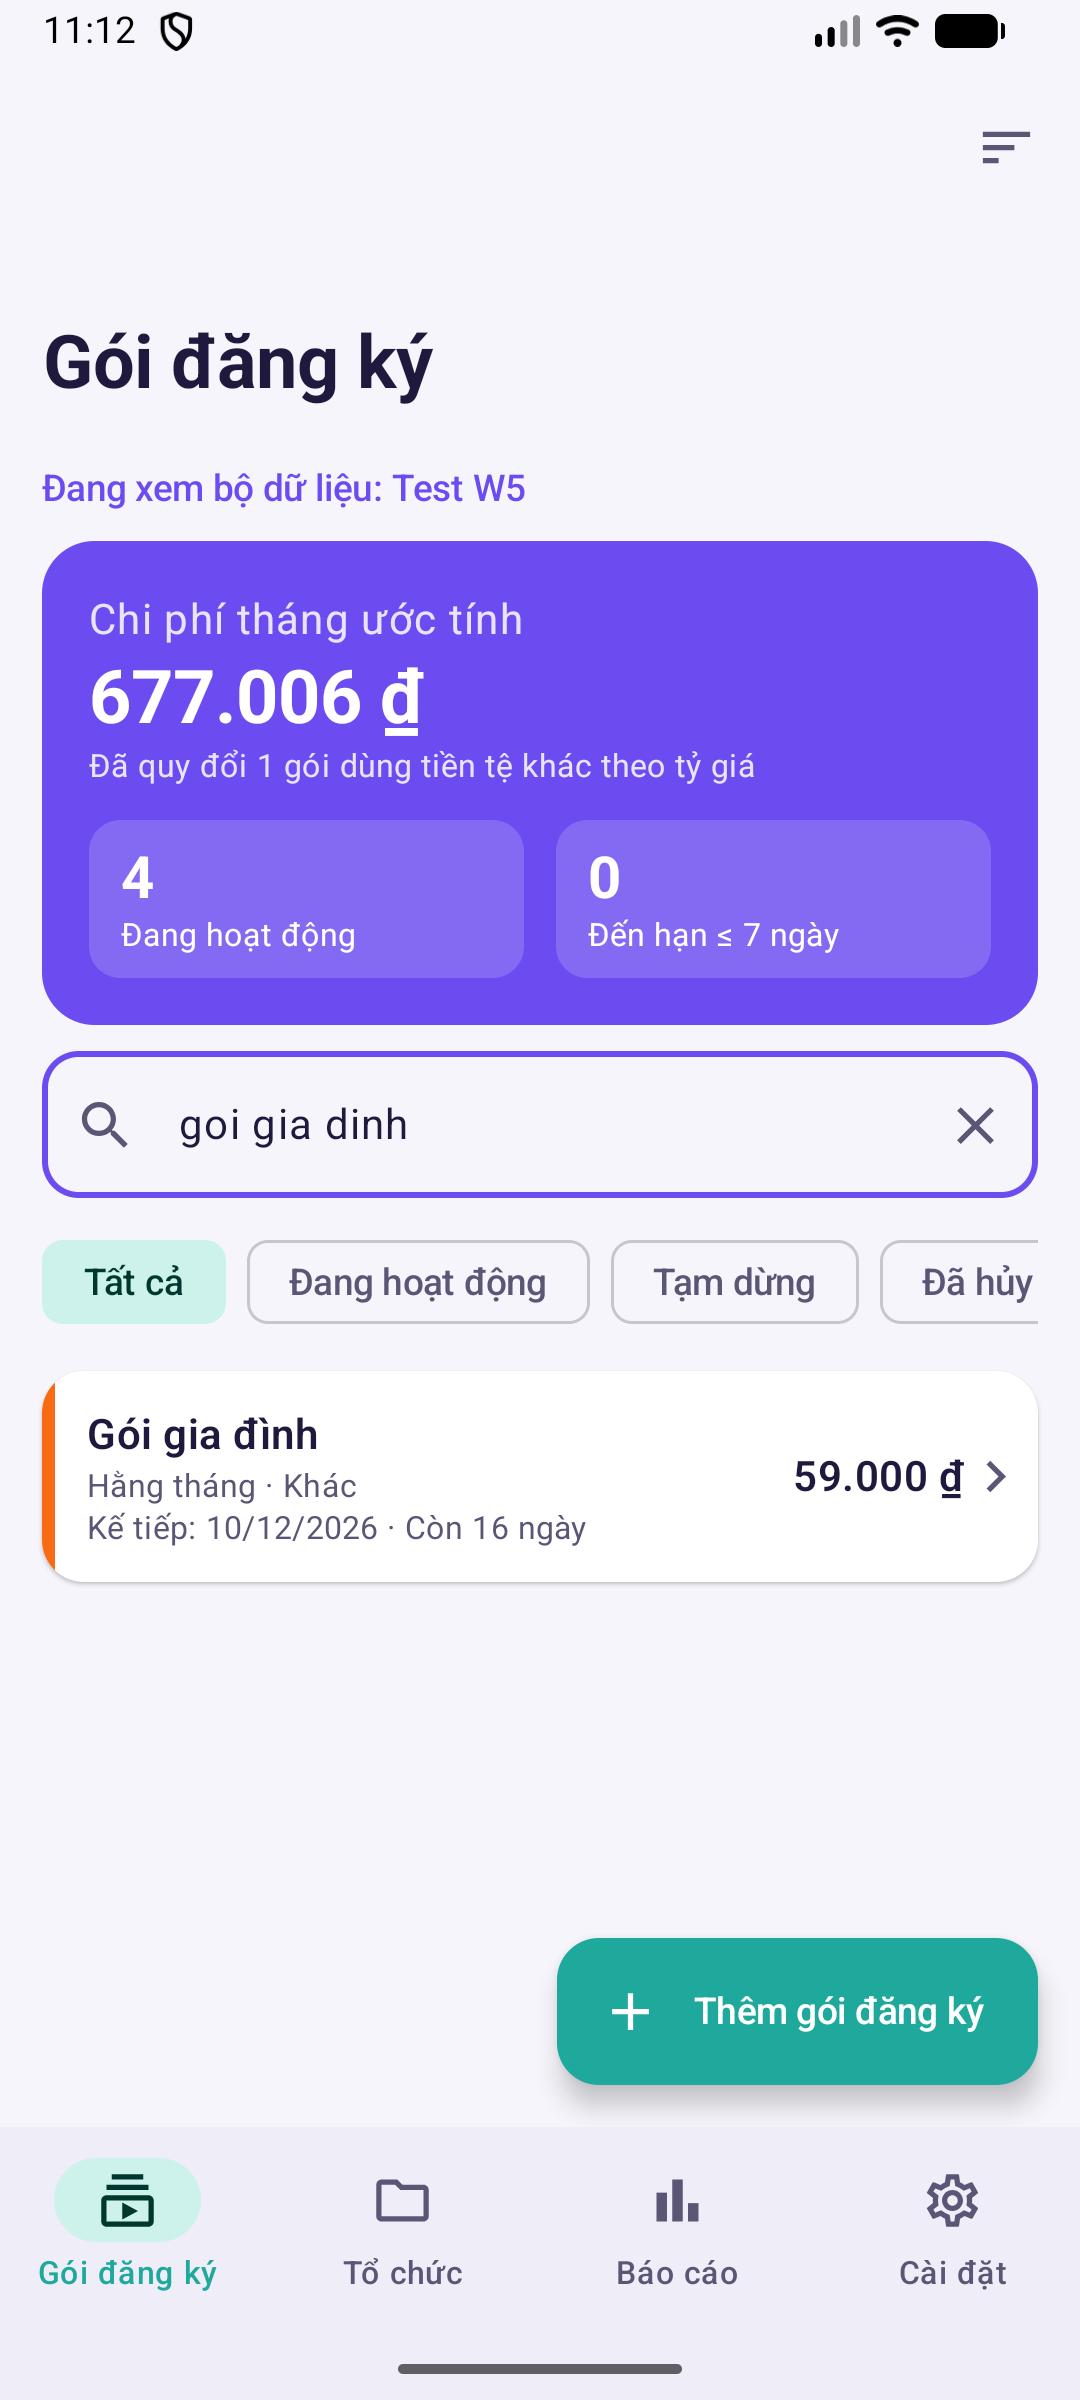 11:12
Gói đăng ký
Đang xem bộ dữ liệu: Test W5
Chi phí tháng ước tính
677.006 ₫
Đã quy đổi 1 gói dùng tiền tệ khác theo tỷ giá
4
Đang hoạt động
0
Đến hạn ≤ 7 ngày
goi gia dinh
Tất cả
Đang hoạt động
Tạm dừng
Đã hủy
Gói gia đình
Hằng tháng · Khác
Kế tiếp: 10/12/2026 · Còn 16 ngày
59.000 ₫
Thêm gói đăng ký
Gói đăng ký
Tổ chức
Báo cáo
Cài đặt